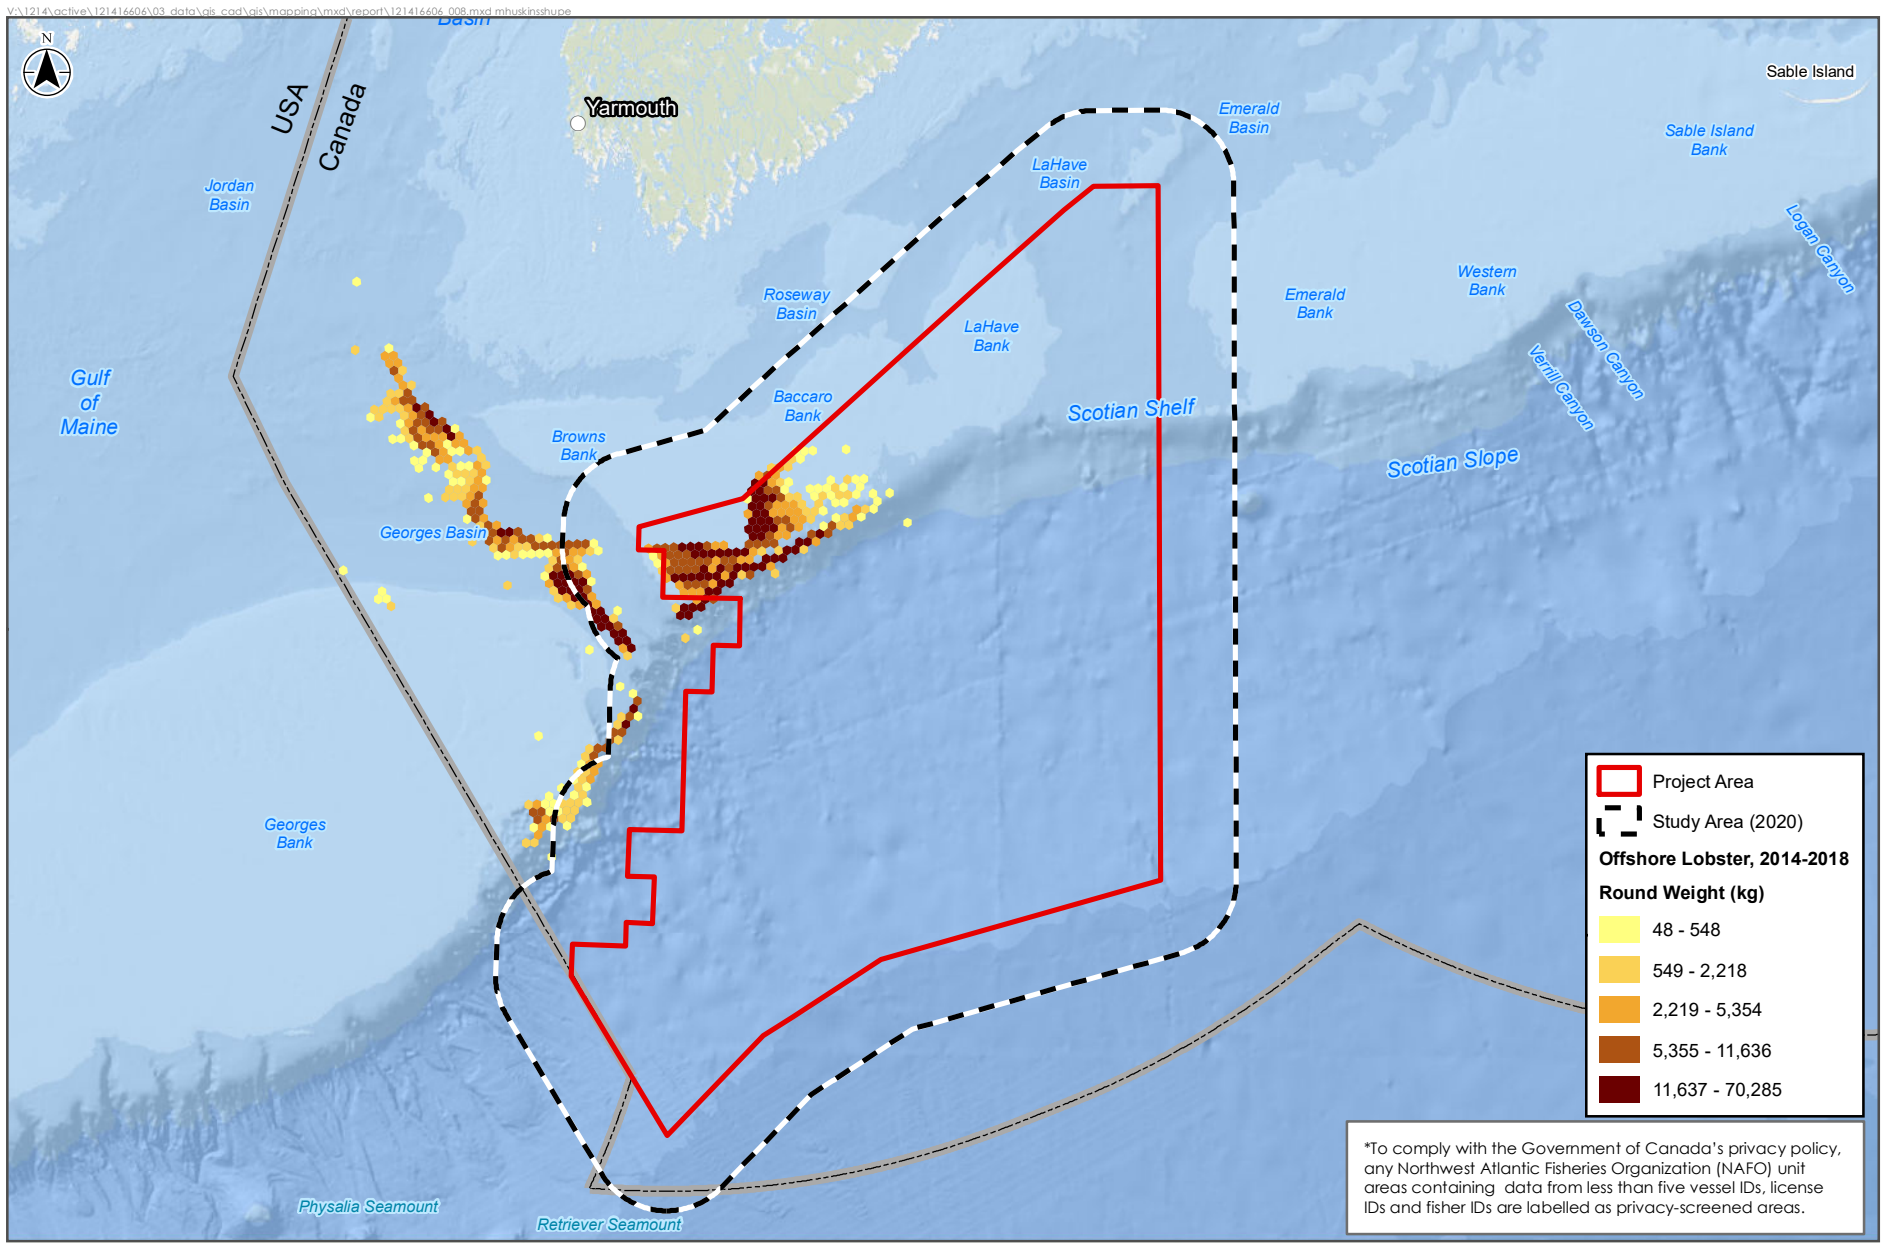 V:\1214\active\121416606\03_data\gis_cad\gis\mapping\mxd\report\121416606_008.mxd mhuskinsshupe
Basin
N
Sable Island
USA
Canada
Yarmouth
Emerald
Basin
Sable Island
Bank
LaHave
Basin
Jordan
Basin
Logan Canyon
Roseway
Basin
Emerald
Bank
Western
Bank
LaHave
Bank
Dawson Canyon
Verrill Canyon
Gulf
of
Maine
Baccaro
Bank
Scotian Shelf
Browns
Bank
Scotian Slope
Georges Basin
Georges
Bank
Physalia Seamount
Retriever Seamount
Project Area
Study Area (2020)
Offshore Lobster, 2014-2018
Round Weight (kg)
48 - 548
549 - 2,218
2,219 - 5,354
5,355 - 11,636
11,637 - 70,285
*To comply with the Government of Canada's privacy policy,
any Northwest Atlantic Fisheries Organization (NAFO) unit
areas containing  data from less than five vessel IDs, license
IDs and fisher IDs are labelled as privacy-screened areas.